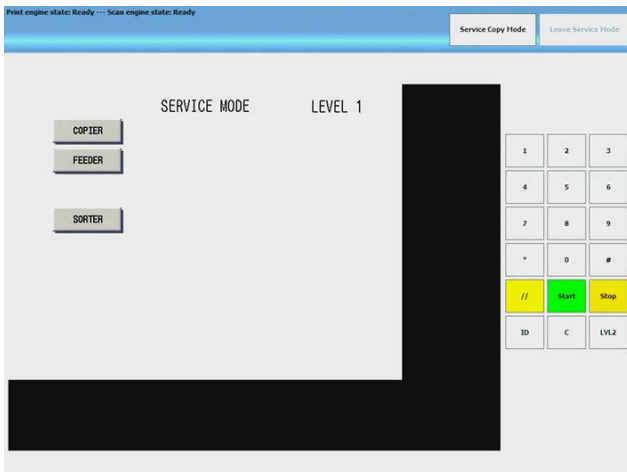 Print engine state: Ready --- Scan engine state: Ready
Service Copy Mode
Leave Service Mode
SERVICE MODE LEVEL 1
COPIER
FEEDER
SORTER
1 2 3
4 5 6
7 8 9
* 0 #
// Start Stop
ID C LVL2